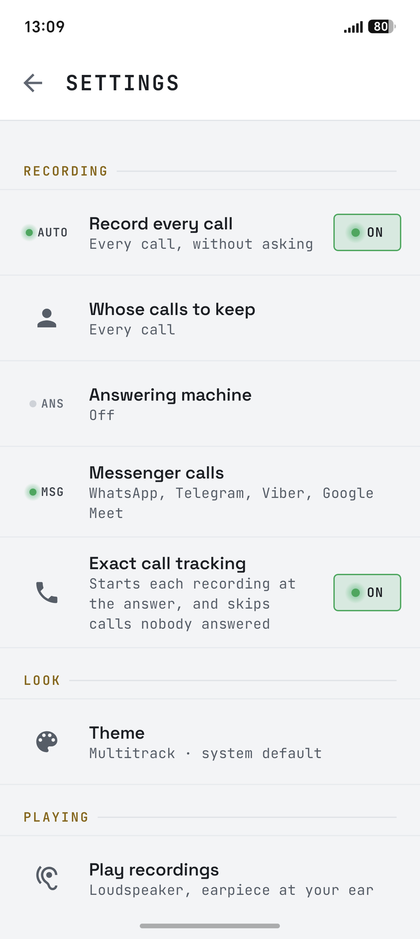 13:09
80
SETTINGS
RECORDING
AUTO
Record every call
Every call, without asking
ON
Whose calls to keep
Every call
ANS
Answering machine
Off
MSG
Messenger calls
WhatsApp, Telegram, Viber, Google
Meet
Exact call tracking
Starts each recording at
the answer, and skips
calls nobody answered
ON
LOOK
Theme
Multitrack · system default
PLAYING
Play recordings
Loudspeaker, earpiece at your ear